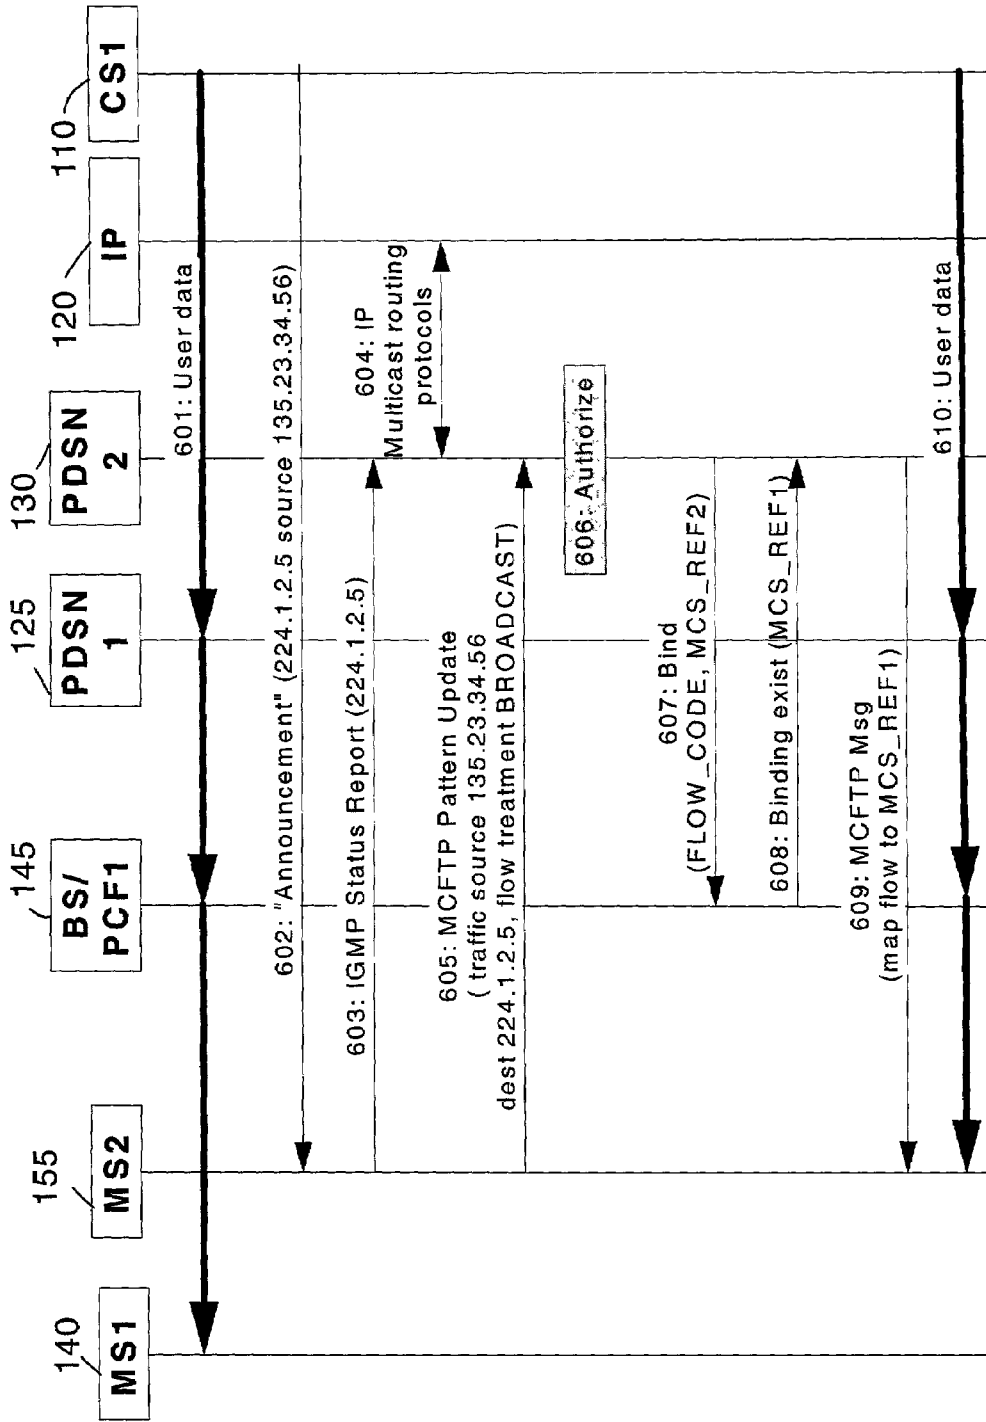 140
MS1
155
MS2
145
BS/
PCF1
125
PDSN
1
130
PDSN
2
120
IP
110
CS1
601: User data
602: "Announcement" (224.1.2.5 source 135.23.34.56)
603: IGMP Status Report (224.1.2.5)
604: IP
Multicast routing
protocols
605: MCFTP Pattern Update
( traffic source 135.23.34.56
dest 224.1.2.5, flow treatment BROADCAST)
606: Authorize
607: Bind
(FLOW_CODE, MCS_REF2)
608: Binding exist (MCS_REF1)
609: MCFTP Msg
(map flow to MCS_REF1)
610: User data